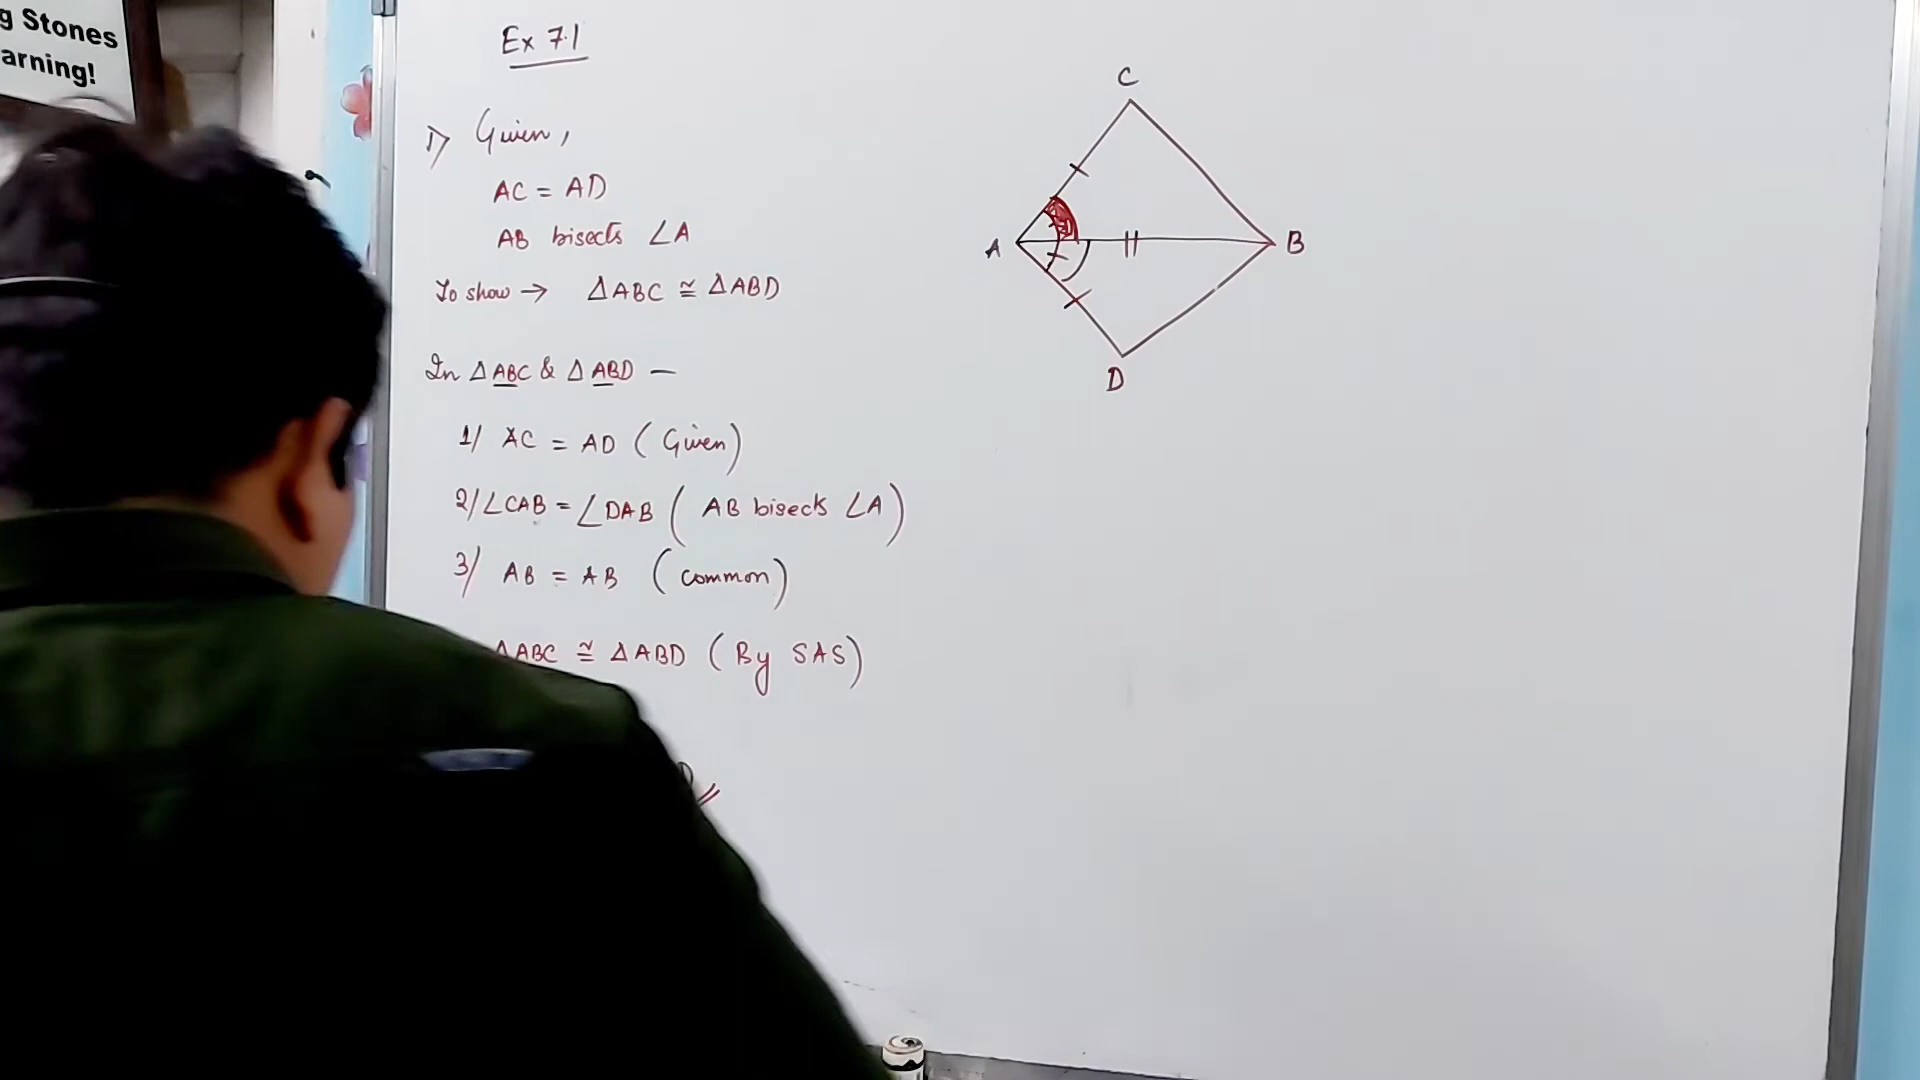 g Stones
arning!
Ex 7.1
1) Given,
AC = AD
AB bisects ∠A
To show → ΔABC ≅ ΔABD
In ΔABC & ΔABD —
1/ AC = AD (Given)
2/ ∠CAB = ∠DAB (AB bisects ∠A)
3/ AB = AB (common)
ΔABC ≅ ΔABD (By SAS)
C
A
B
D